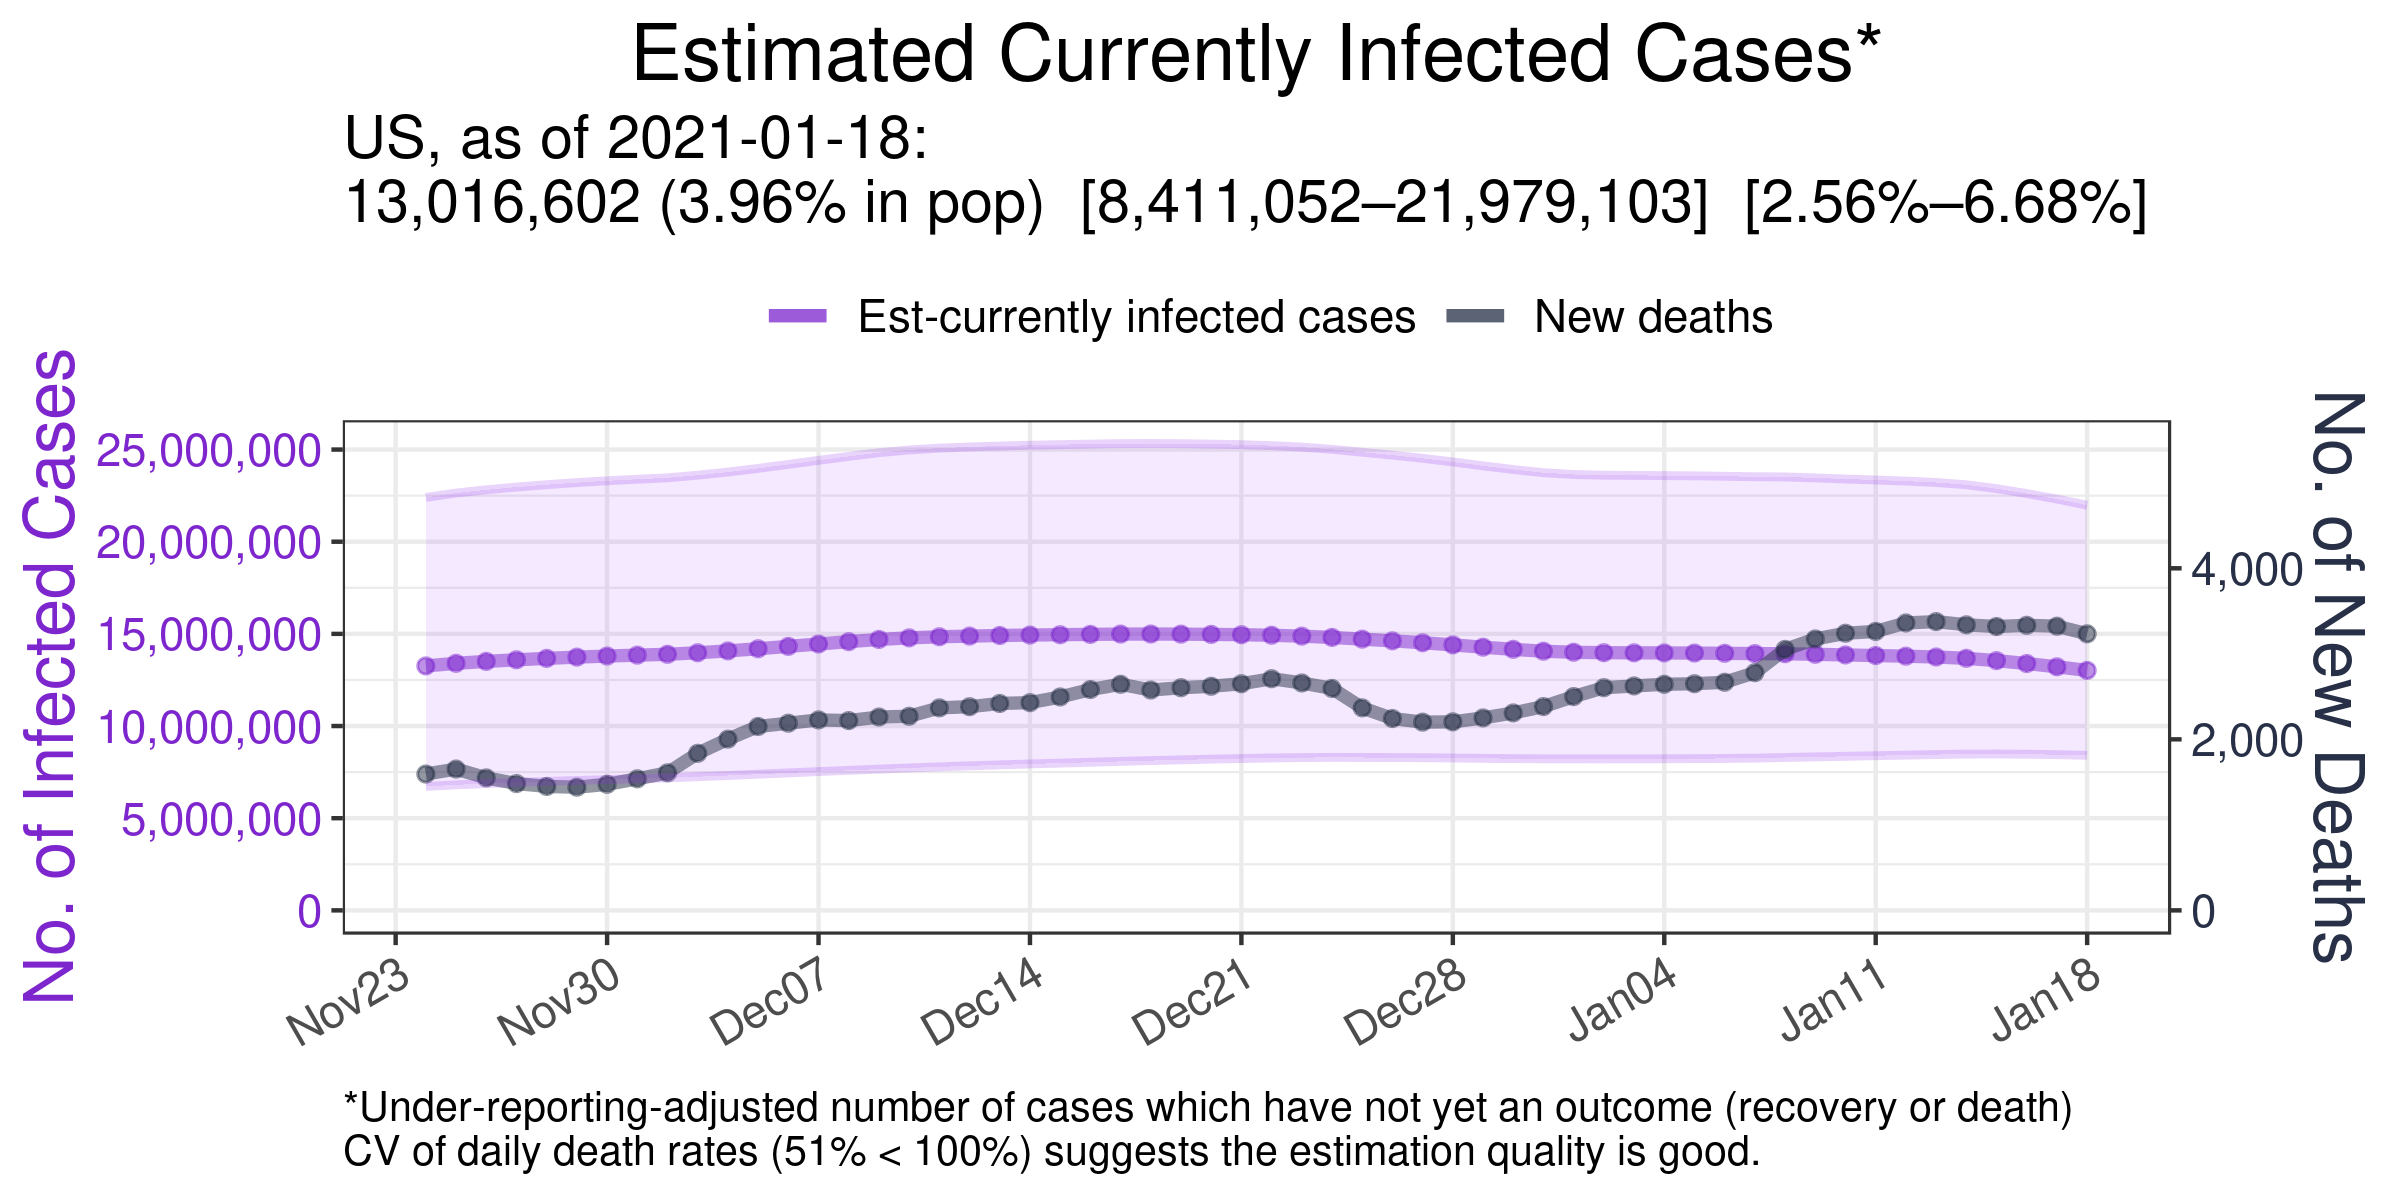 Estimated Currently Infected Cases*
US, as of 2021-01-18:
13,016,602 (3.96% in pop)  [8,411,052–21,979,103]  [2.56%–6.68%]
Est-currently infected cases
New deaths
No. of Infected Cases
25,000,000
20,000,000
15,000,000
10,000,000
5,000,000
0
No. of New Deaths
4,000
2,000
0
Nov23
Nov30
Dec07
Dec14
Dec21
Dec28
Jan04
Jan11
Jan18
*Under-reporting-adjusted number of cases which have not yet an outcome (recovery or death)
CV of daily death rates (51% < 100%) suggests the estimation quality is good.